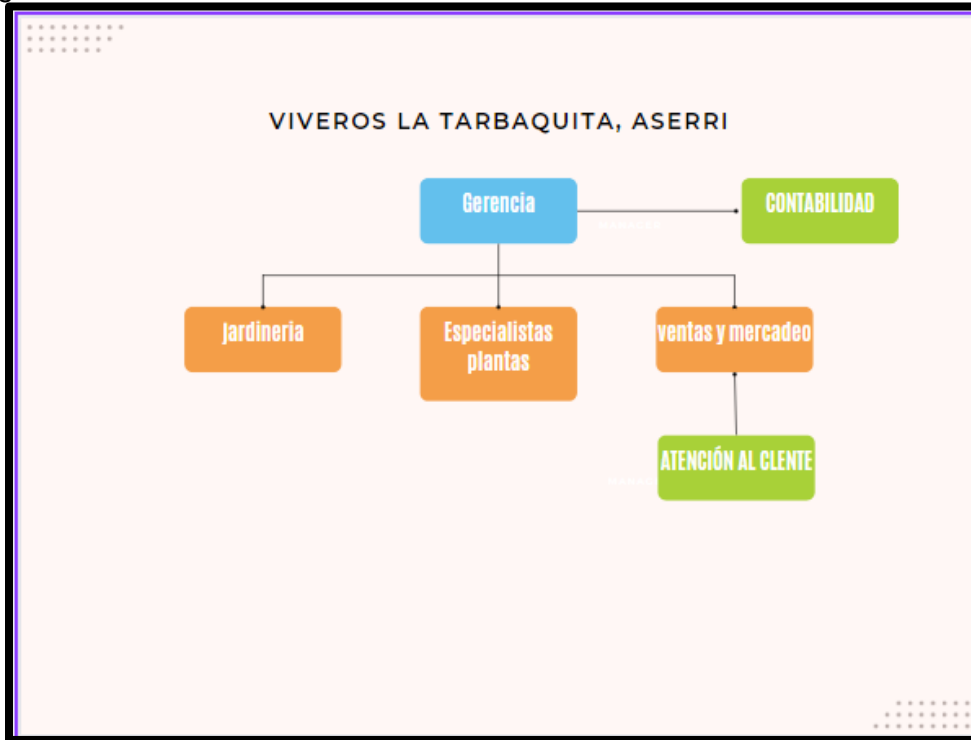 VIVEROS LA TARBAQUITA, ASERRI
Gerencia
CONTABILIDAD
Jardineria
Especialistas
plantas
ventas y mercadeo
ATENCIÓN AL CLENTE